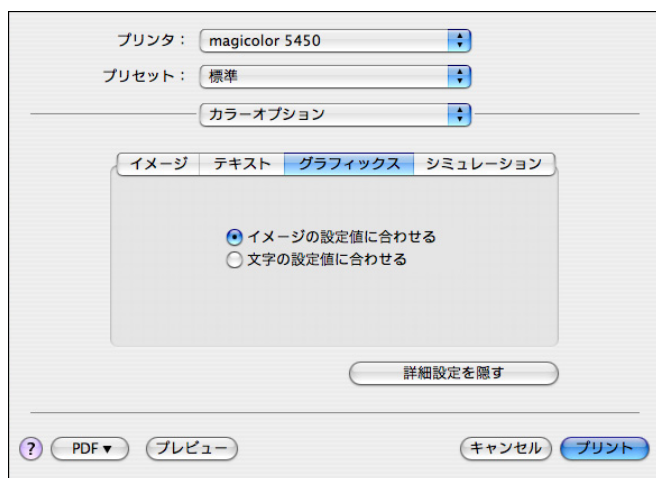 プリンタ： magicolor 5450
プリセット： 標準
カラーオプション
イメージ テキスト グラフィックス シミュレーション
イメージの設定値に合わせる
文字の設定値に合わせる
詳細設定を隠す
? PDF▼ プレビュー キャンセル プリント